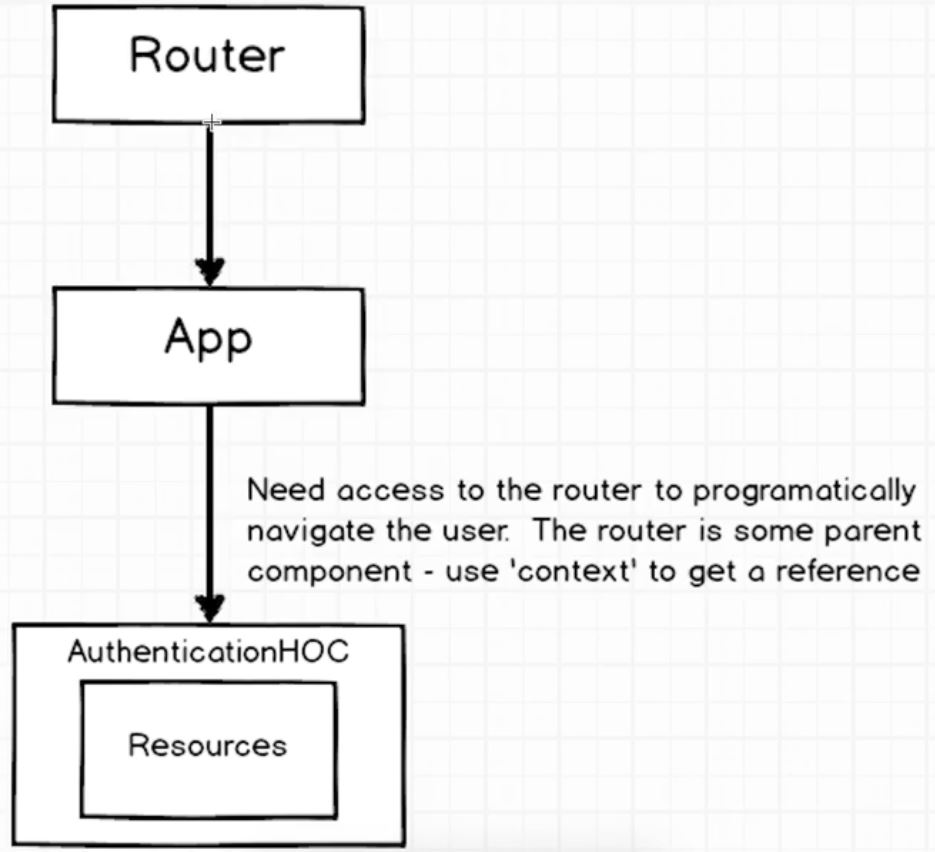 Router
App
Need access to the router to programatically
navigate the user. The router is some parent
component - use 'context' to get a reference
AuthenticationHOC
Resources